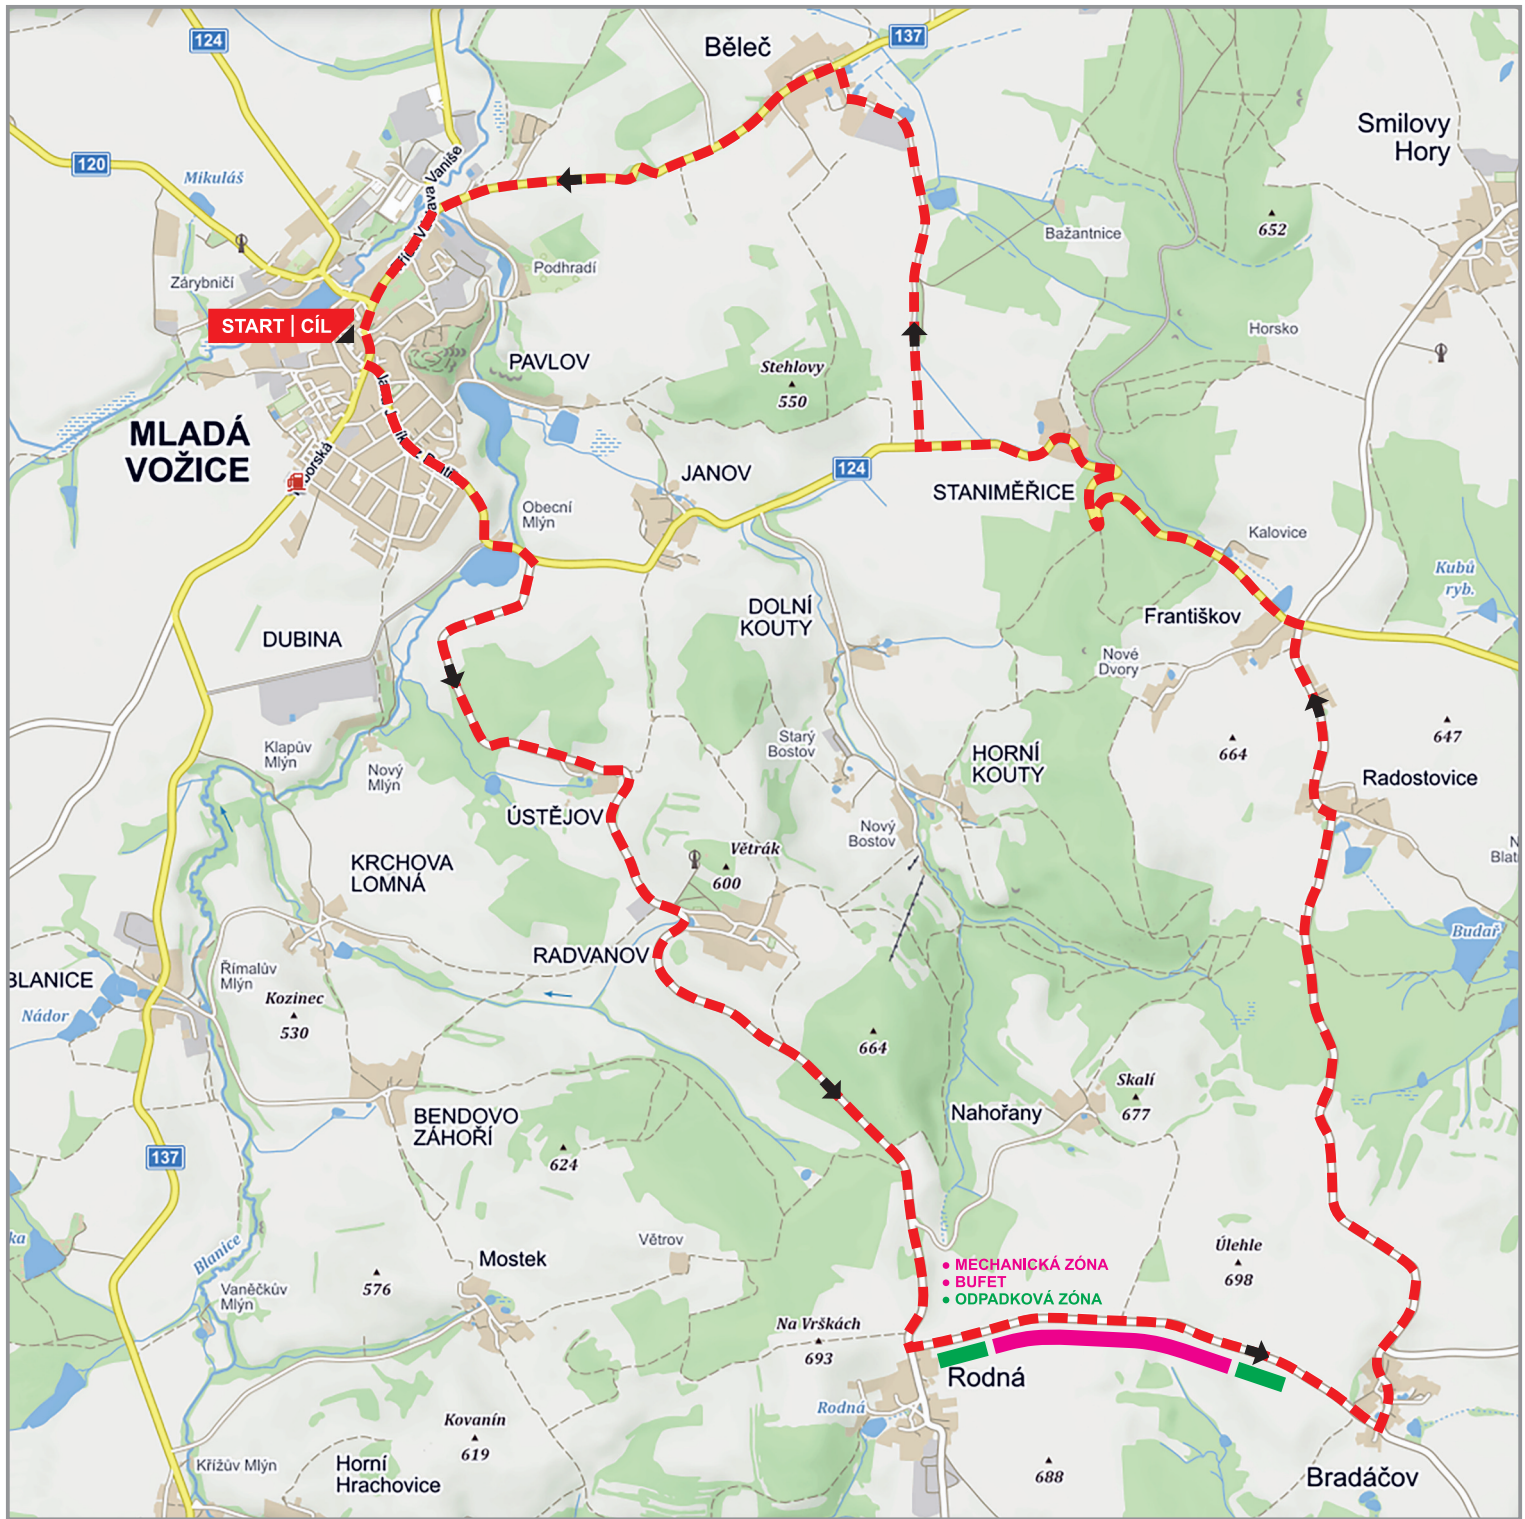 124
137
Běleč
Smilovy
Hory
120
Mikuláš
Zárybničí
Podhradí
Bažantnice
652
START | CÍL
Horsko
PAVLOV
Stehlovy
550
MLADÁ
VOŽICE
JANOV
124
STANIMĚŘICE
Obecní
Mlýn
Kalovice
Kubů
ryb.
DOLNÍ
KOUTY
Františkov
DUBINA
Nové
Dvory
647
664
Starý
Bostov
HORNÍ
KOUTY
Klapův
Mlýn
Nový
Mlýn
Radostovice
ÚSTĚJOV
Nový
Bostov
Větrák
600
N
Blat
KRCHOVA
LOMNÁ
Budař
RADVANOV
BLANICE
Římalův
Mlýn
Kozinec
530
Nádor
664
Skalí
677
Nahořany
BENDOVO
ZÁHOŘÍ
624
137
ka
Blanice
Větrov
Úlehle
698
Mostek
• MECHANICKÁ ZÓNA
• BUFET
• ODPADKOVÁ ZÓNA
576
Vaněčkův
Mlýn
Na Vrškách
693
Rodná
Rodná
Kovanín
619
Křížův Mlýn
Horní
Hrachovice
688
Bradáčov